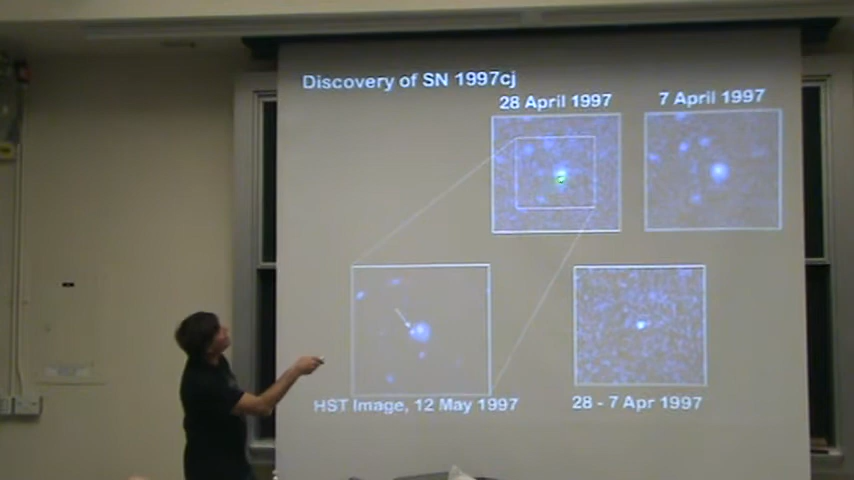 Discovery of SN 1997cj
28 April 1997
7 April 1997
HST Image, 12 May 1997
28 - 7 Apr 1997